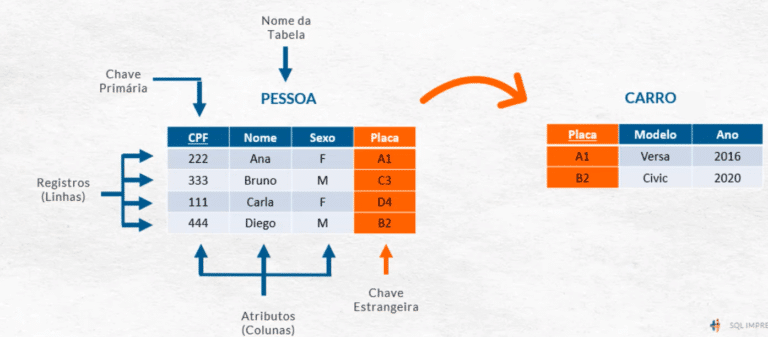 Nome da
Tabela
Chave
Primária
PESSOA
CPF Nome Sexo Placa
222 Ana F A1
333 Bruno M C3
111 Carla F D4
444 Diego M B2
Registros
(Linhas)
Atributos
(Colunas)
Chave
Estrangeira
CARRO
Placa Modelo Ano
A1 Versa 2016
B2 Civic 2020
SQL IMPRE